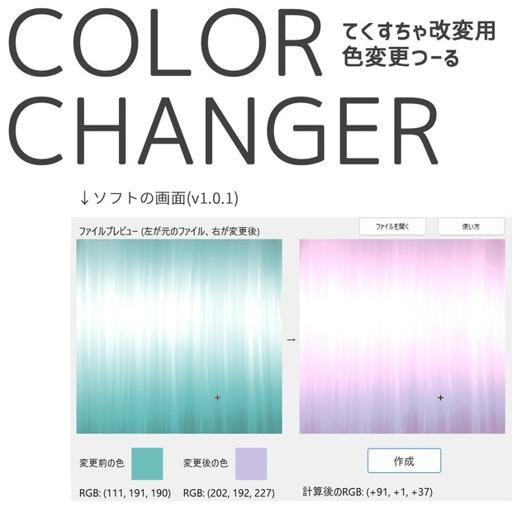 COLOR
CHANGER
てくすちゃ改変用
色変更つーる
↓ソフトの画面(v1.0.1)
ファイルプレビュー (左が元のファイル、右が変更後)
ファイルを開く
使い方
→
変更前の色
変更後の色
作成
RGB: (111, 191, 190)
RGB: (202, 192, 227)
計算後のRGB: (+91, +1, +37)